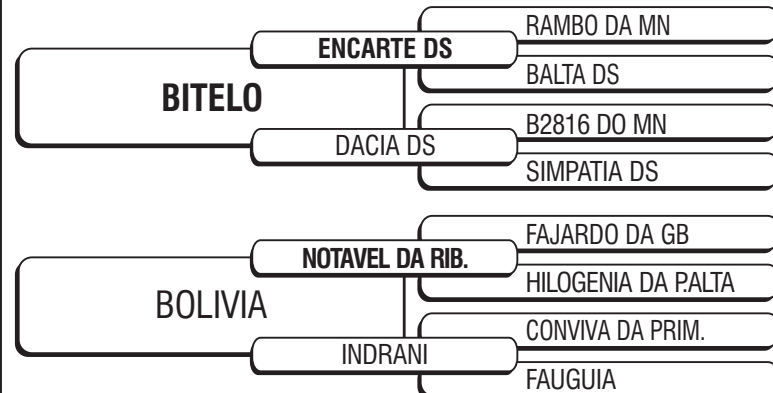 RAMBO DA MN
ENCARTE DS
BALTA DS
BITELO
B2816 DO MN
DACIA DS
SIMPATIA DS
FAJARDO DA GB
NOTAVEL DA RIB.
HILOGENIA DA P.ALTA
BOLIVIA
CONVIVA DA PRIM.
INDRANI
FAUGUIA